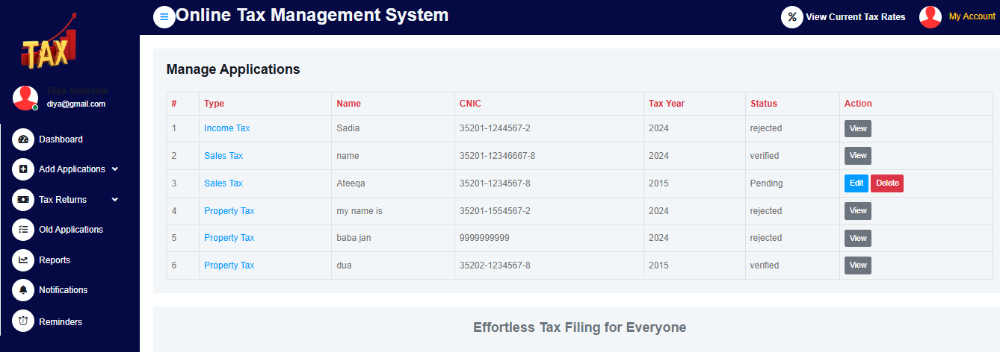 TAX
Online Tax Management System
View Current Tax Rates
My Account
Diya Shahzadi
diya@gmail.com
Dashboard
Add Applications
Tax Returns
Old Applications
Reports
Notifications
Reminders
Manage Applications
# Type Name CNIC Tax Year Status Action
1 Income Tax Sadia 35201-1244567-2 2024 rejected View
2 Sales Tax name 35201-12346667-8 2024 verified View
3 Sales Tax Ateeqa 35201-1234567-8 2015 Pending Edit Delete
4 Property Tax my name is 35201-1554567-2 2024 rejected View
5 Property Tax baba jan 9999999999 2024 rejected View
6 Property Tax dua 35202-1234567-8 2015 verified View
Effortless Tax Filing for Everyone